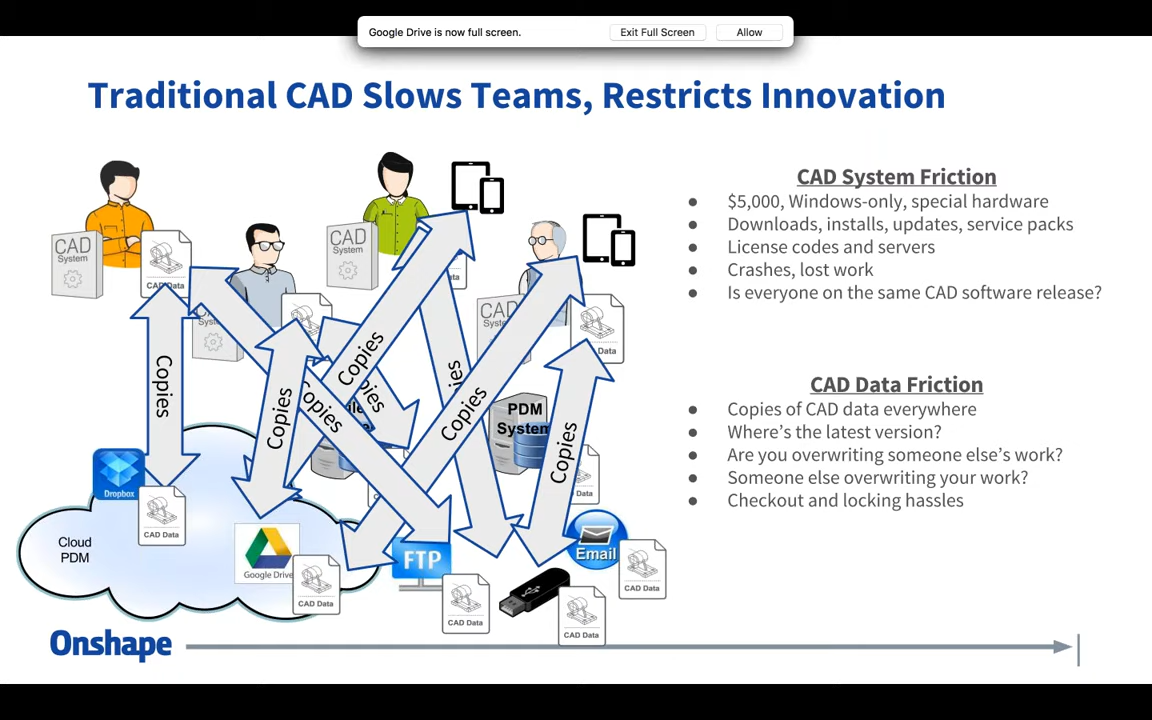 Google Drive is now full screen.
Exit Full Screen
Allow
Traditional CAD Slows Teams, Restricts Innovation
CAD System Friction
● $5,000, Windows-only, special hardware
● Downloads, installs, updates, service packs
● License codes and servers
● Crashes, lost work
● Is everyone on the same CAD software release?
CAD Data Friction
● Copies of CAD data everywhere
● Where's the latest version?
● Are you overwriting someone else's work?
● Someone else overwriting your work?
● Checkout and locking hassles
CAD
System
CAD Data
CAD
System
ata
Syste
CAD
Syst
Data
Copies
Copies
Copies
Copies
opies
ies
Copies
Copies
PDM
System
Data
Dropbox
CAD Data
Cloud
PDM
Google Drive
CAD Data
FTP
CAD Data
CAD Data
Email
CAD Data
Onshape